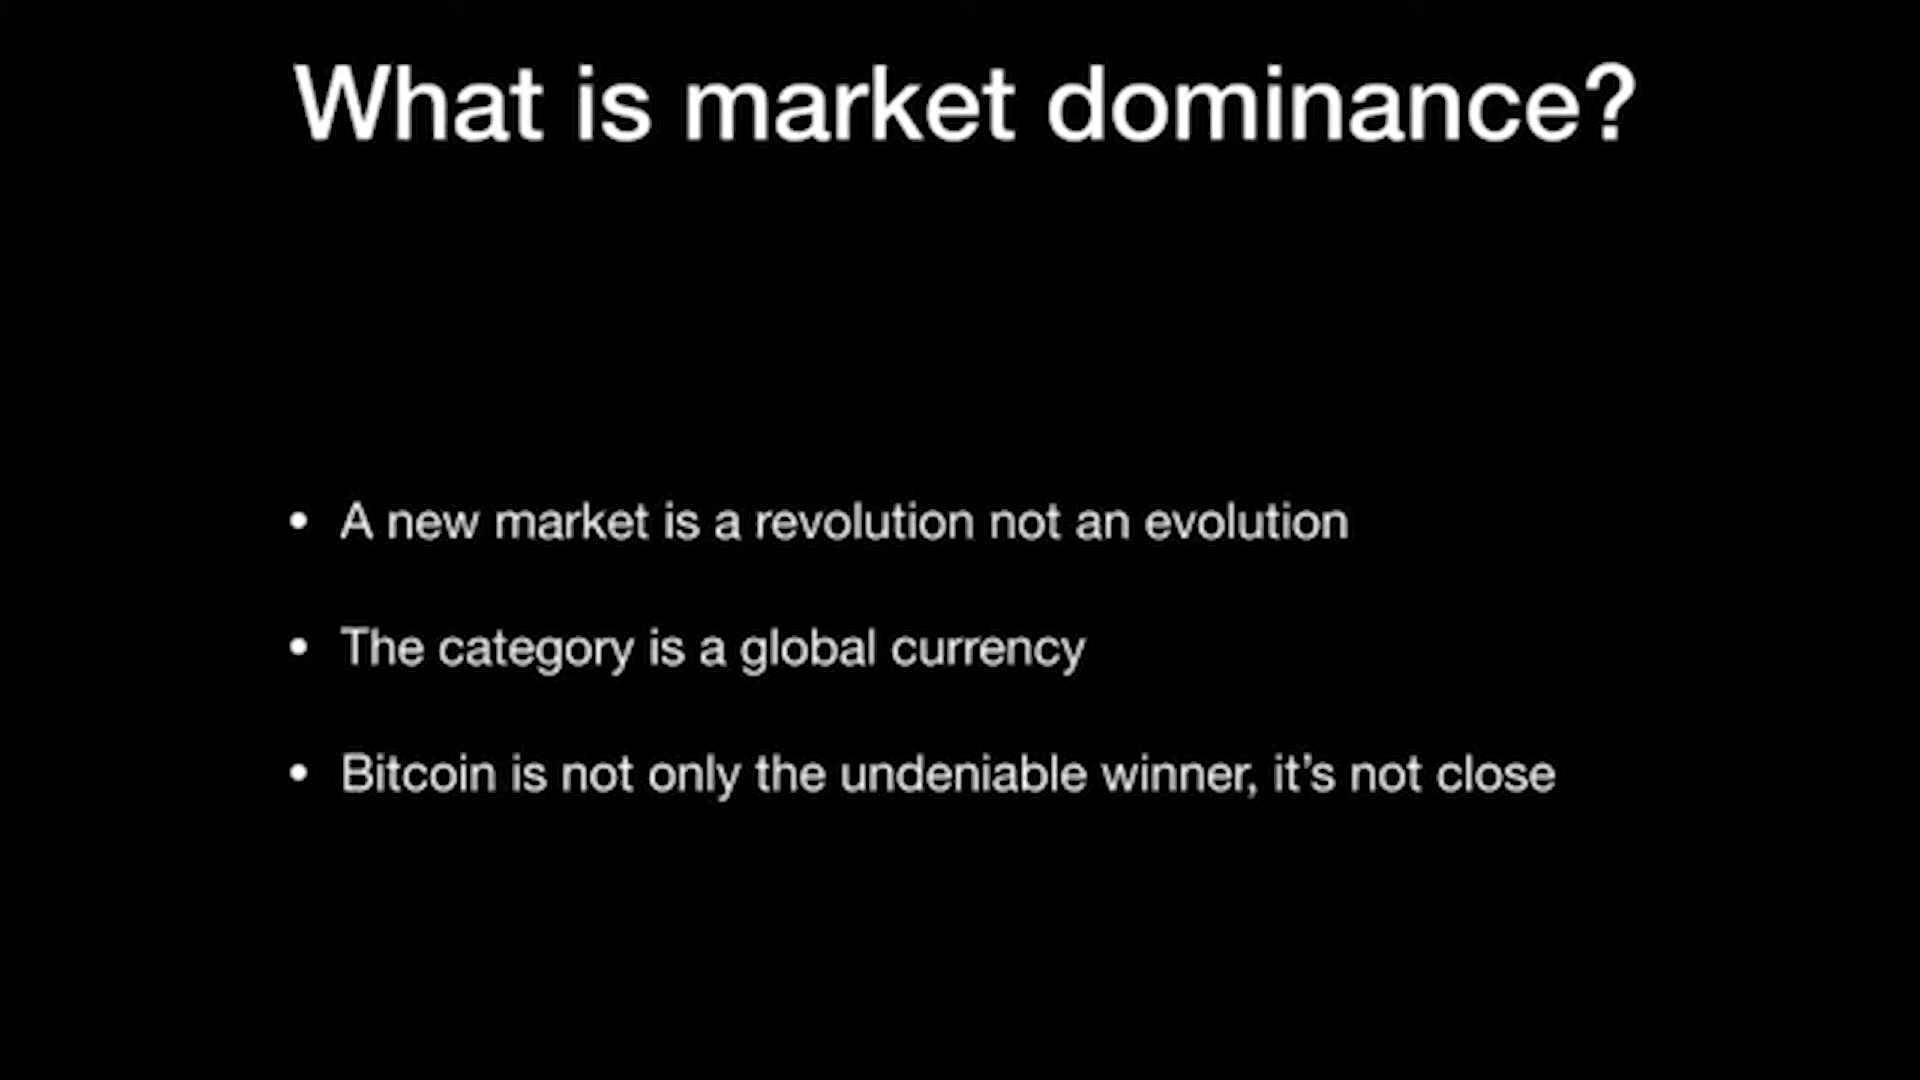 What is market dominance?
• A new market is a revolution not an evolution
• The category is a global currency
• Bitcoin is not only the undeniable winner, it’s not close